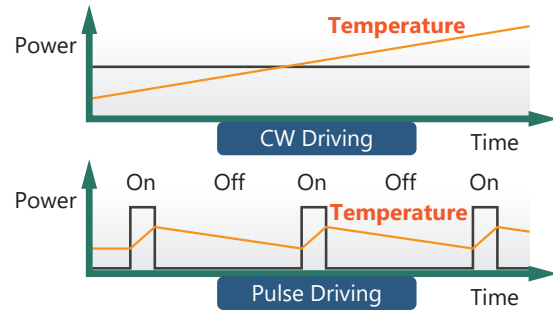 Temperature
Power
CW Driving
Time
On Off On Off On
Power
Temperature
Pulse Driving
Time